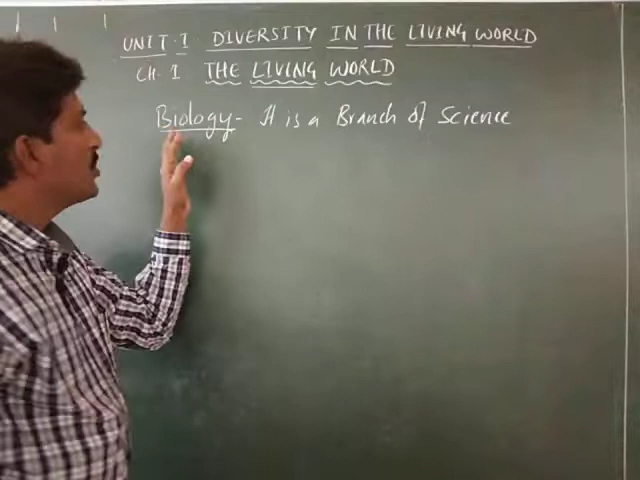 UNIT. I DIVERSITY IN THE LIVING WORLD
CH. I THE LIVING WORLD
Biology - It is a Branch of Science